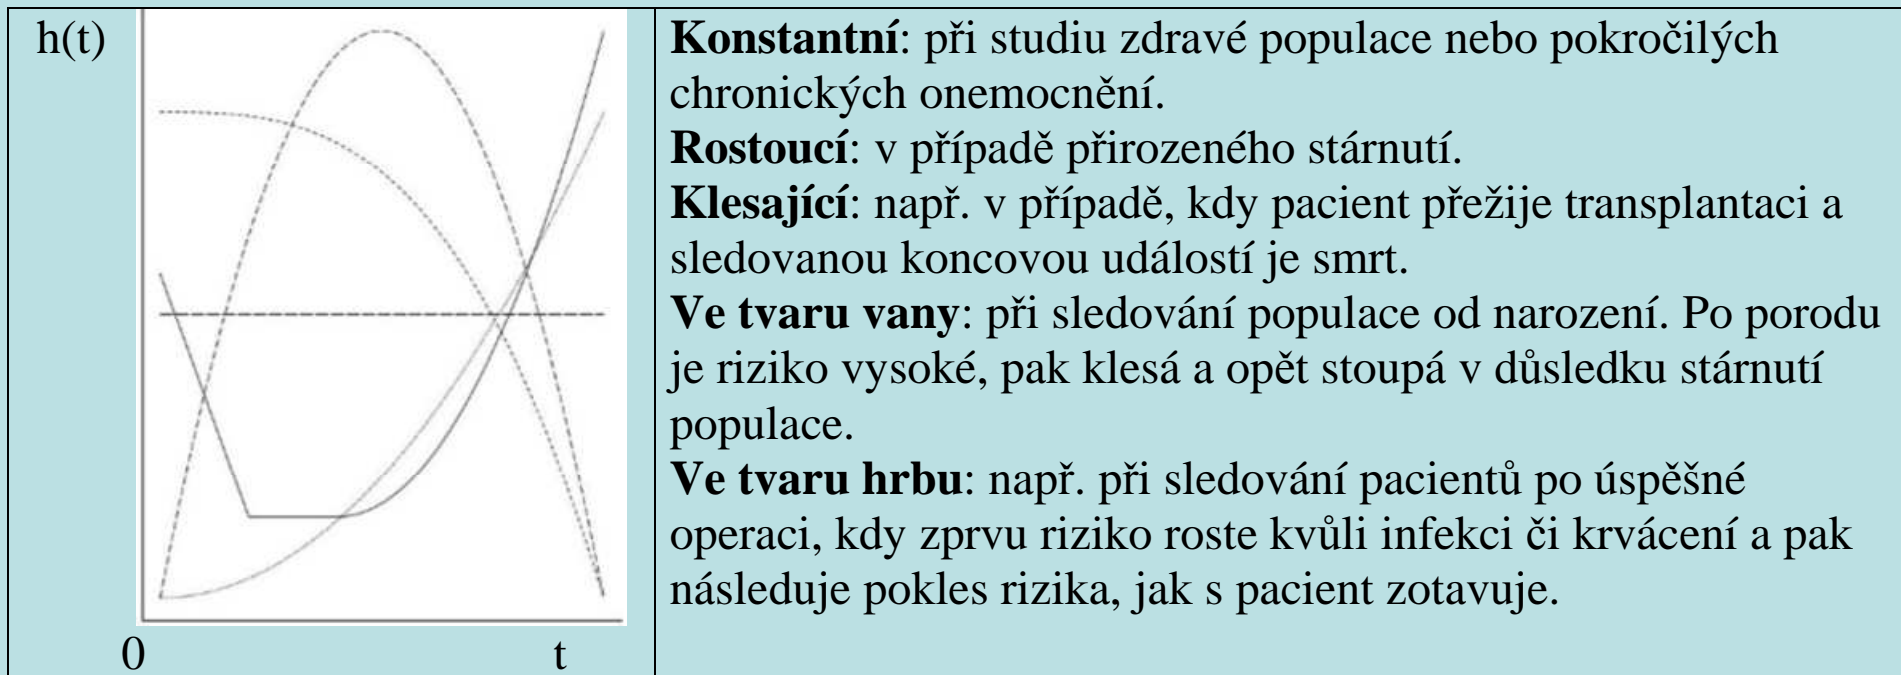 h(t)
0 t
Konstantní: při studiu zdravé populace nebo pokročilých
chronických onemocnění.
Rostoucí: v případě přirozeného stárnutí.
Klesající: např. v případě, kdy pacient přežije transplantaci a
sledovanou koncovou událostí je smrt.
Ve tvaru vany: při sledování populace od narození. Po porodu
je riziko vysoké, pak klesá a opět stoupá v důsledku stárnutí
populace.
Ve tvaru hrbu: např. při sledování pacientů po úspěšné
operaci, kdy zprvu riziko roste kvůli infekci či krvácení a pak
následuje pokles rizika, jak s pacient zotavuje.